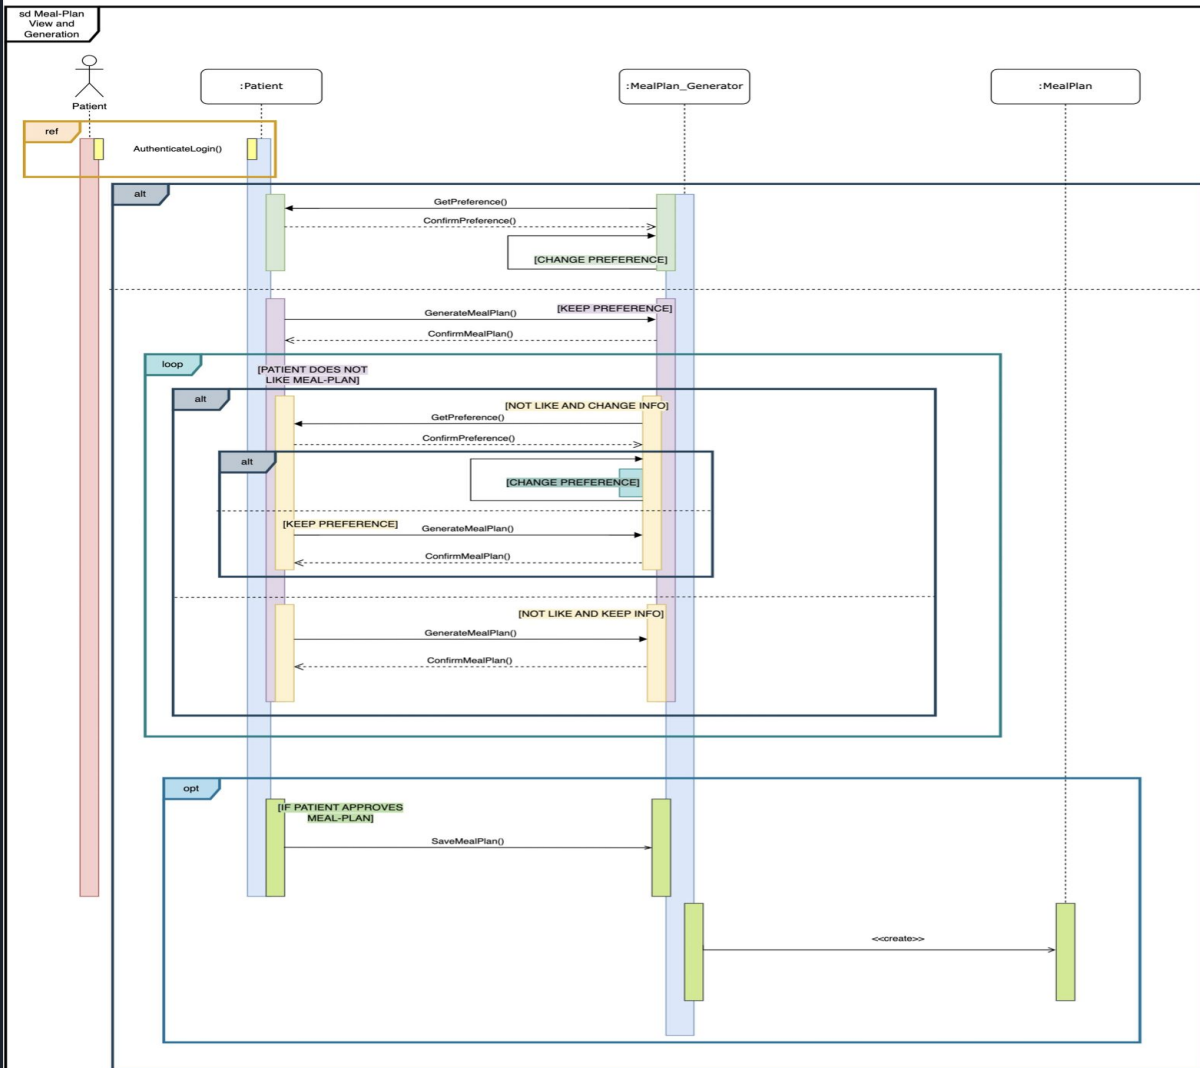 sd Meal-Plan
View and
Generation
Patient
:Patient
:MealPlan_Generator
:MealPlan
ref
AuthenticateLogin()
alt
GetPreference()
ConfirmPreference()
[CHANGE PREFERENCE]
[KEEP PREFERENCE]
GenerateMealPlan()
ConfirmMealPlan()
loop
[PATIENT DOES NOT
LIKE MEAL-PLAN]
alt
[NOT LIKE AND CHANGE INFO]
GetPreference()
ConfirmPreference()
alt
[CHANGE PREFERENCE]
[KEEP PREFERENCE]
GenerateMealPlan()
ConfirmMealPlan()
[NOT LIKE AND KEEP INFO]
GenerateMealPlan()
ConfirmMealPlan()
opt
[IF PATIENT APPROVES
MEAL-PLAN]
SaveMealPlan()
<<create>>